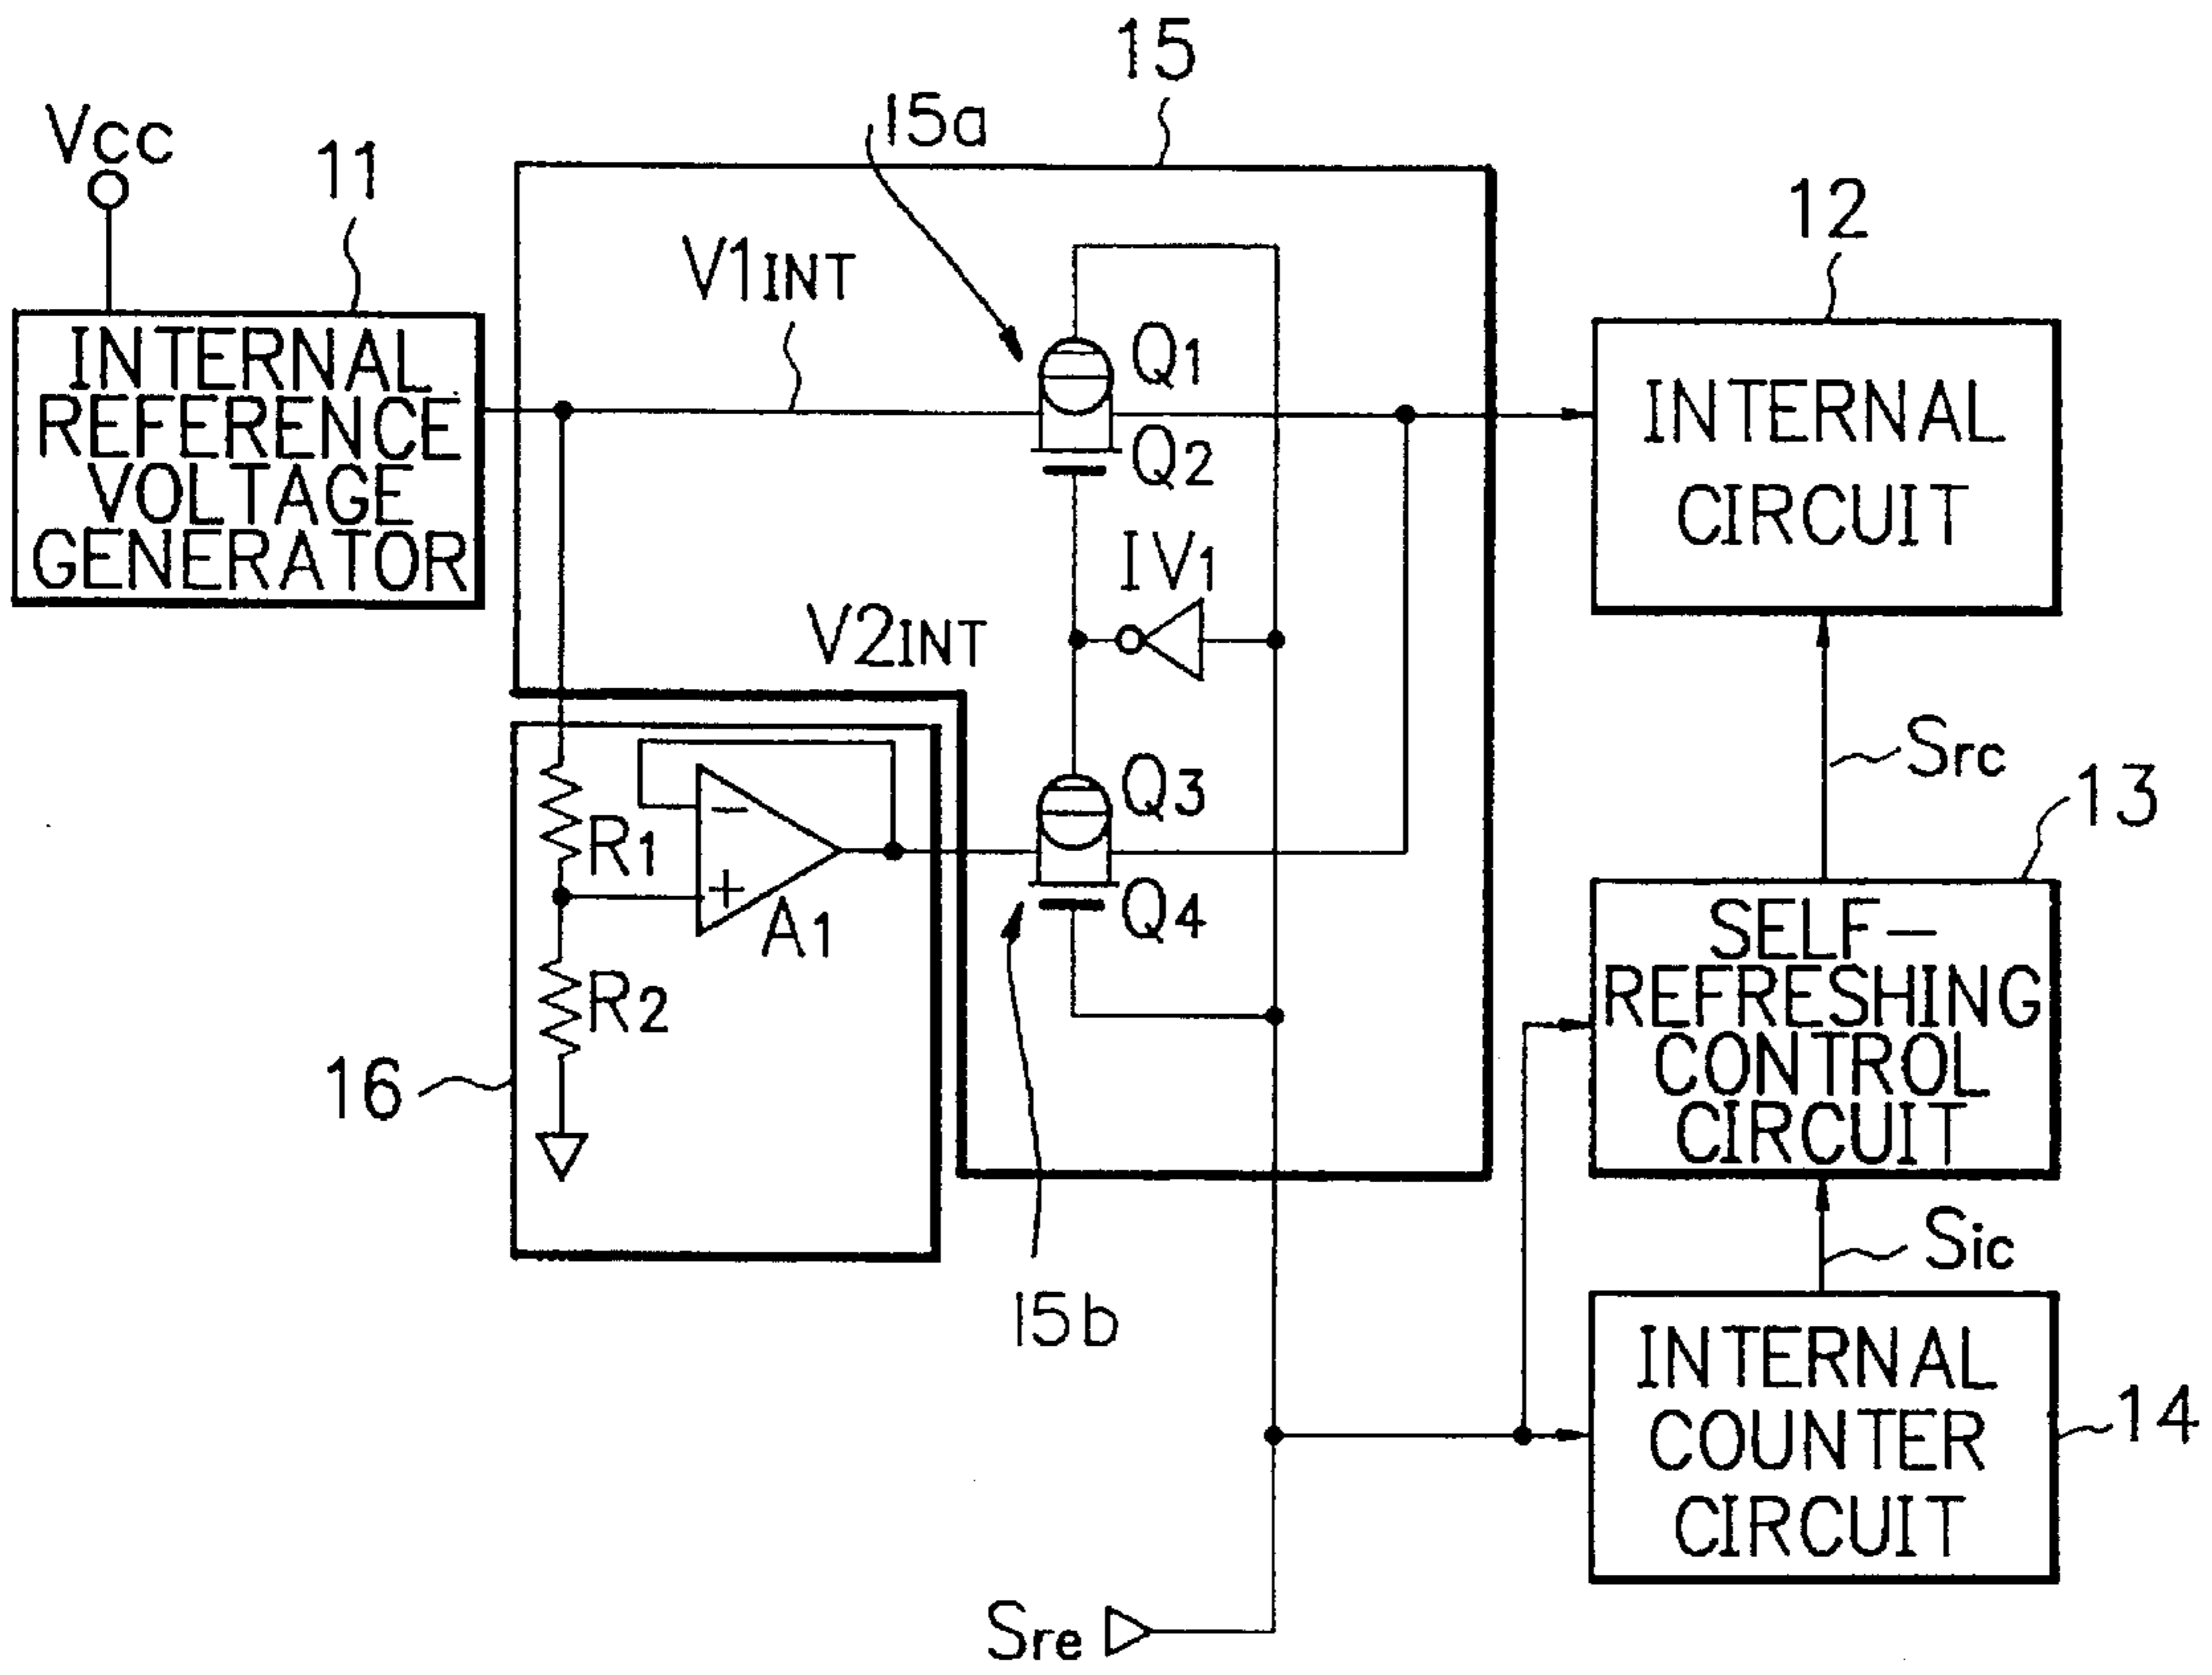 15
15a
Vcc
11
12
V1INT
Q1
INTERNAL
REFERENCE
VOLTAGE
GENERATOR
INTERNAL
CIRCUIT
Q2
IV1
V2INT
Src
13
Q3
R1
−
+
A1
Q4
SELF-
REFRESHING
CONTROL
CIRCUIT
R2
16
Sic
15b
INTERNAL
COUNTER
CIRCUIT
14
Sre